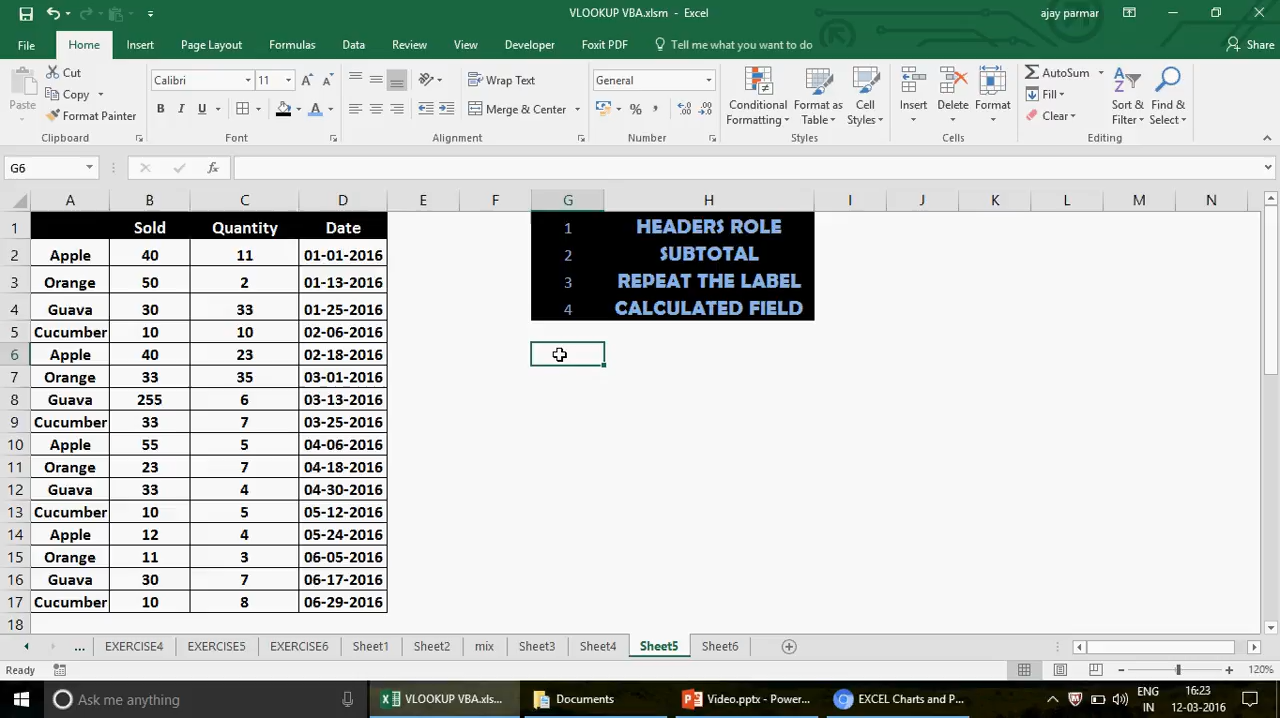 VLOOKUP VBA.xlsm - Excel
ajay parmar
File Home Insert Page Layout Formulas Data Review View Developer Foxit PDF Tell me what you want to do Share
Paste
Cut
Copy
Format Painter
Clipboard
Calibri 11
B I U
Font
Wrap Text
Merge & Center
Alignment
General
Number
Conditional Formatting
Format as Table
Cell Styles
Styles
Insert
Delete
Format
Cells
AutoSum
Fill
Clear
Sort & Filter
Find & Select
Editing
G6 fx
A B C D E F G H I J K L M N
1 Sold Quantity Date 1 HEADERS ROLE
2 Apple 40 11 01-01-2016 2 SUBTOTAL
3 Orange 50 2 01-13-2016 3 REPEAT THE LABEL
4 Guava 30 33 01-25-2016 4 CALCULATED FIELD
5 Cucumber 10 10 02-06-2016
6 Apple 40 23 02-18-2016
7 Orange 33 35 03-01-2016
8 Guava 255 6 03-13-2016
9 Cucumber 33 7 03-25-2016
10 Apple 55 5 04-06-2016
11 Orange 23 7 04-18-2016
12 Guava 33 4 04-30-2016
13 Cucumber 10 5 05-12-2016
14 Apple 12 4 05-24-2016
15 Orange 11 3 06-05-2016
16 Guava 30 7 06-17-2016
17 Cucumber 10 8 06-29-2016
18
... EXERCISE4 EXERCISE5 EXERCISE6 Sheet1 Sheet2 mix Sheet3 Sheet4 Sheet5 Sheet6
Ready 120%
Ask me anything VLOOKUP VBA.xls... Documents Video.pptx - Power... EXCEL Charts and P...
ENG 16:23
IN 12-03-2016